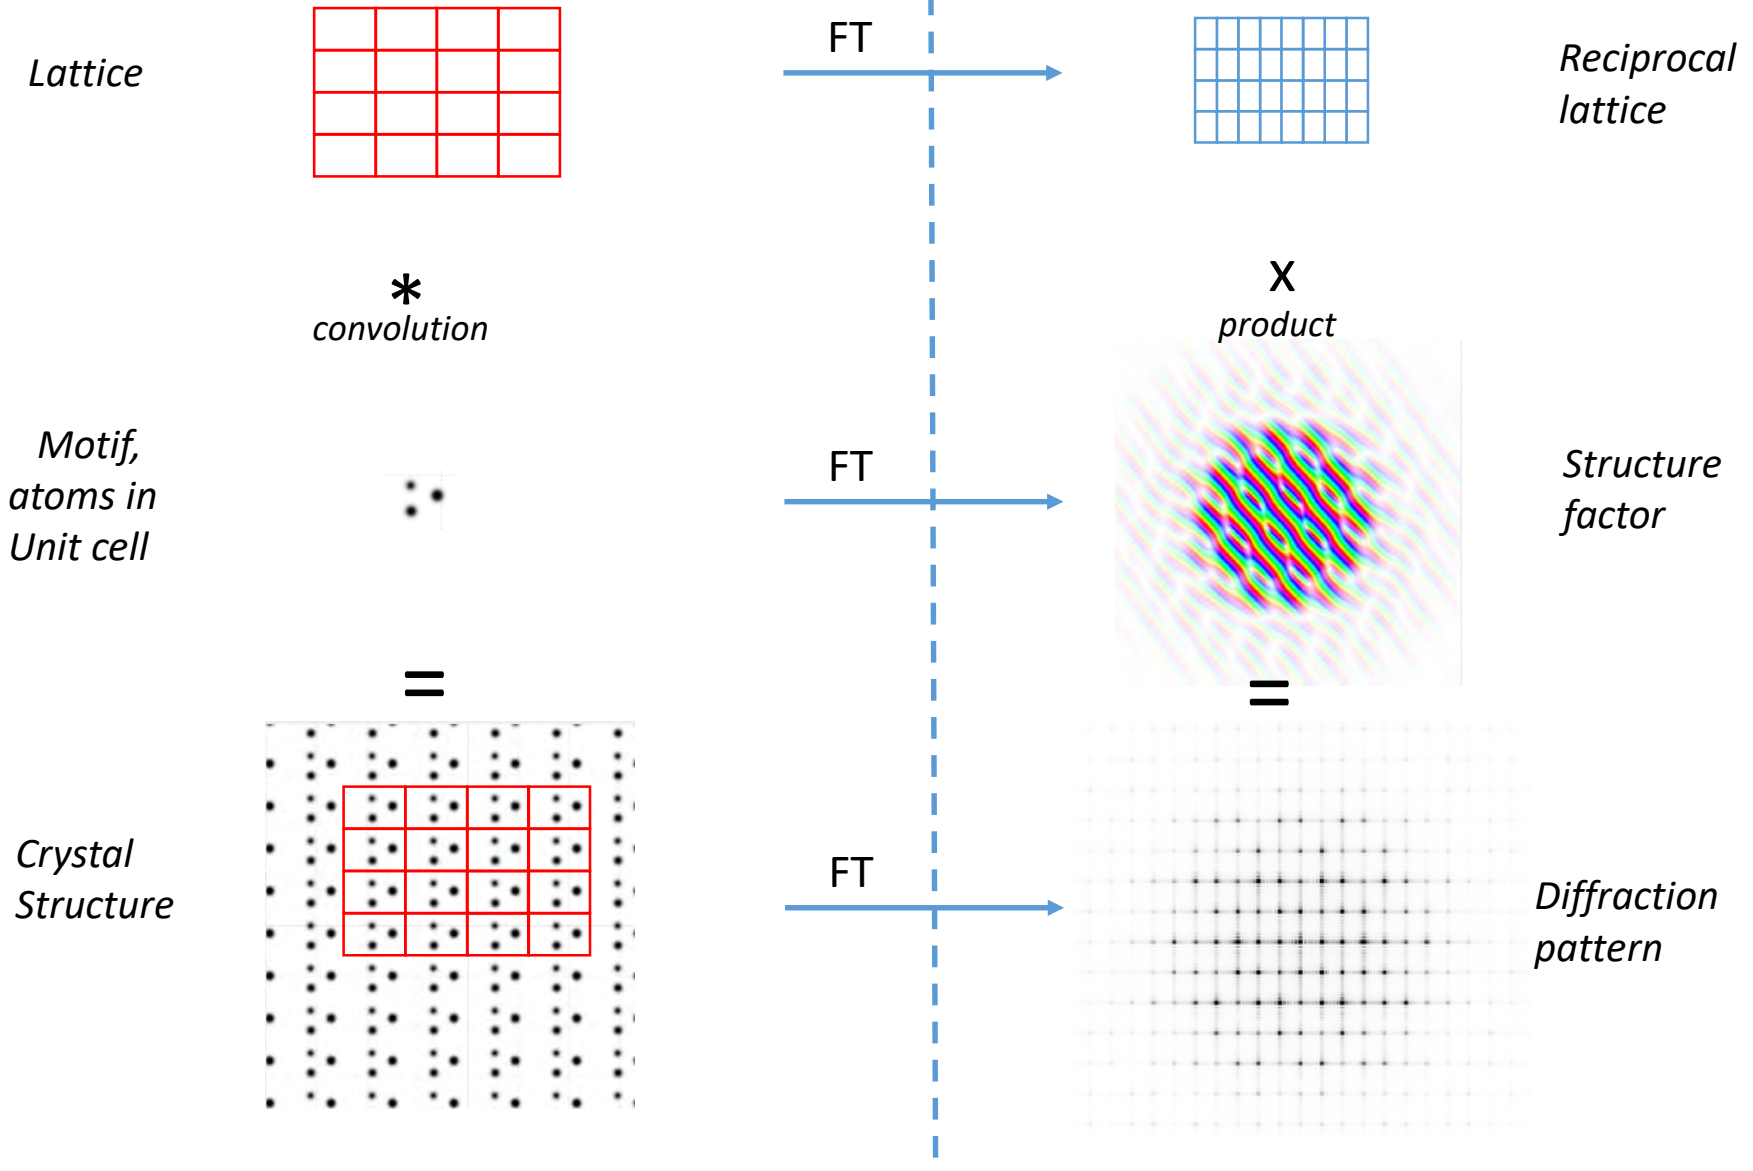 Lattice
FT
Reciprocal
lattice
*
convolution
x
product
Motif,
atoms in
Unit cell
FT
Structure
factor
=
=
Crystal
Structure
FT
Diffraction
pattern